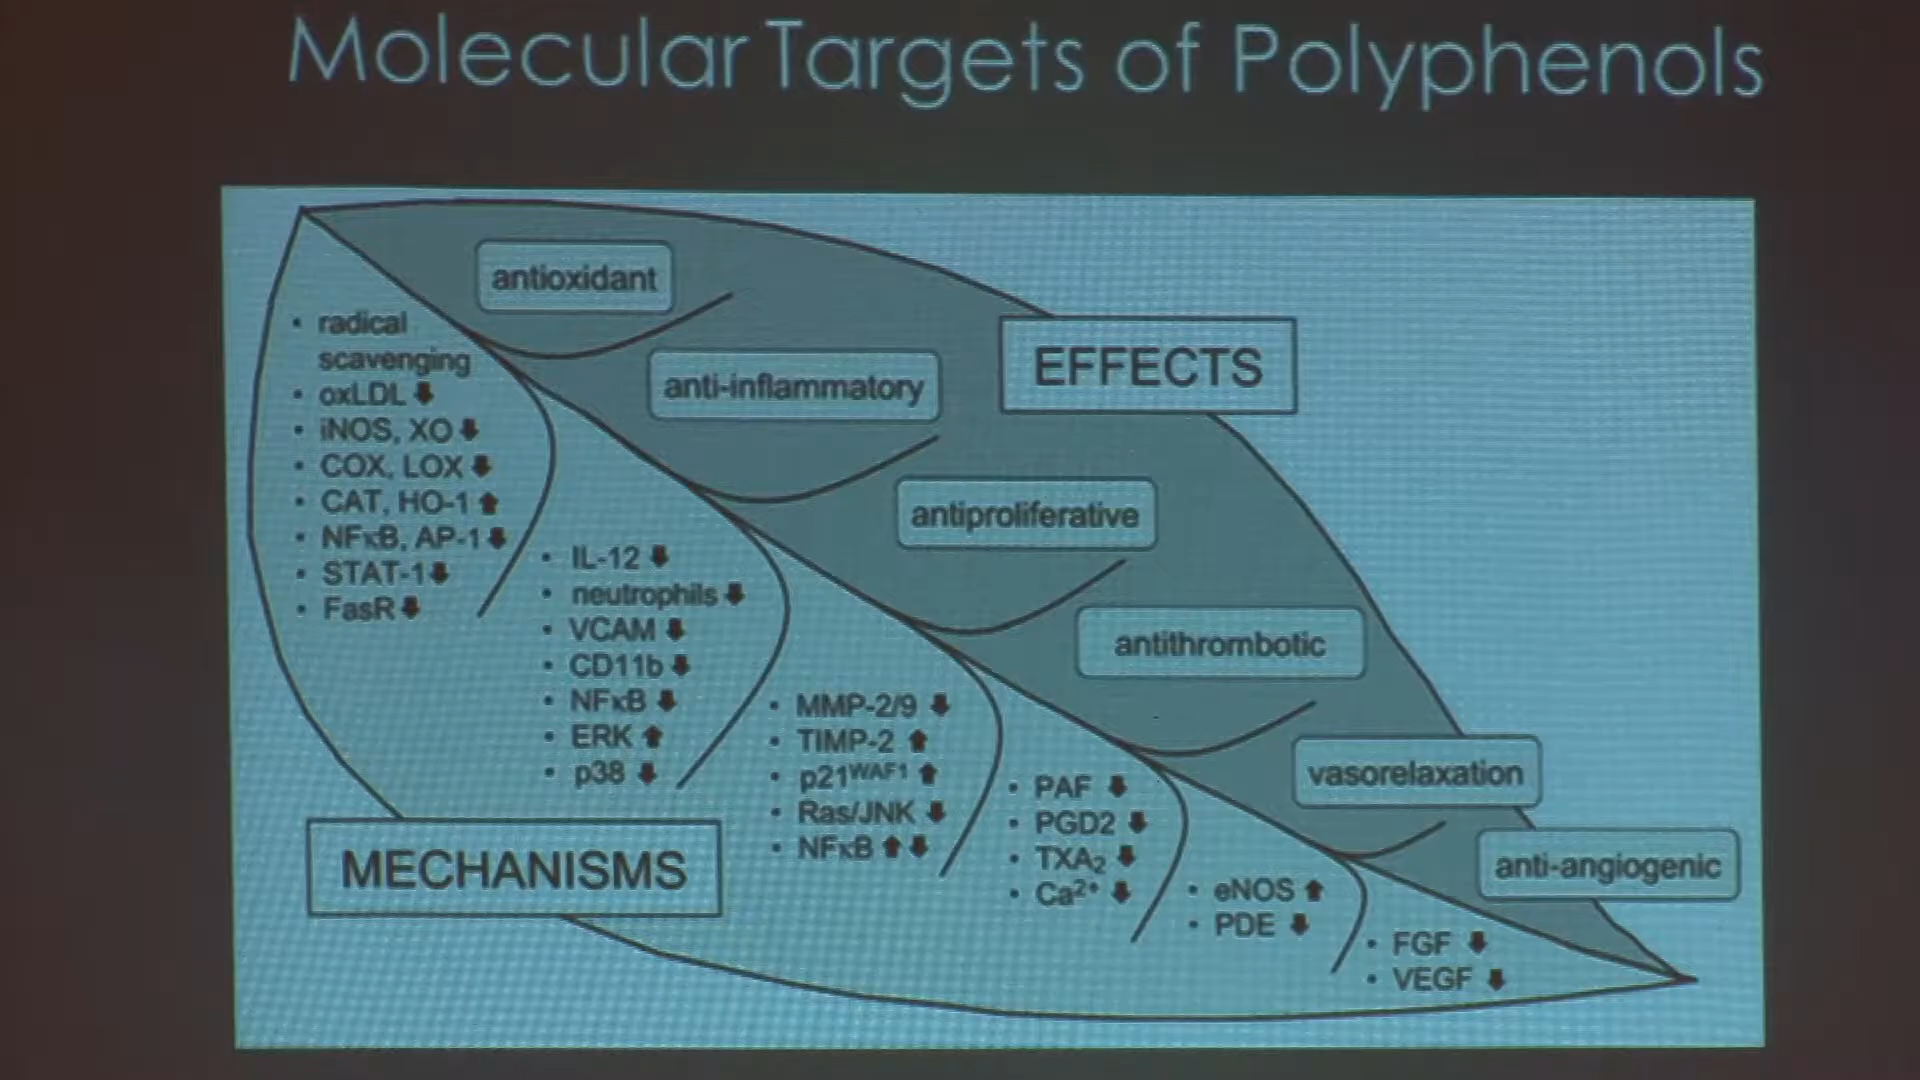 Molecular Targets of Polyphenols
antioxidant
anti-inflammatory
EFFECTS
antiproliferative
antithrombotic
vasorelaxation
anti-angiogenic
• radical
scavenging
• oxLDL ⬇
• iNOS, XO ⬇
• COX, LOX ⬇
• CAT, HO-1 ⬆
• NFκB, AP-1 ⬇
• STAT-1 ⬇
• FasR ⬇
• IL-12 ⬇
• neutrophils ⬇
• VCAM ⬇
• CD11b ⬇
• NFκB ⬇
• ERK ⬆
• p38 ⬇
• MMP-2/9 ⬇
• TIMP-2 ⬆
• p21ᵂᴬᶠ¹ ⬆
• Ras/JNK ⬇
• NFκB ⬆⬇
• PAF ⬇
• PGD2 ⬇
• TXA₂ ⬇
• Ca²⁺ ⬇
• eNOS ⬆
• PDE ⬇
• FGF ⬇
• VEGF ⬇
MECHANISMS